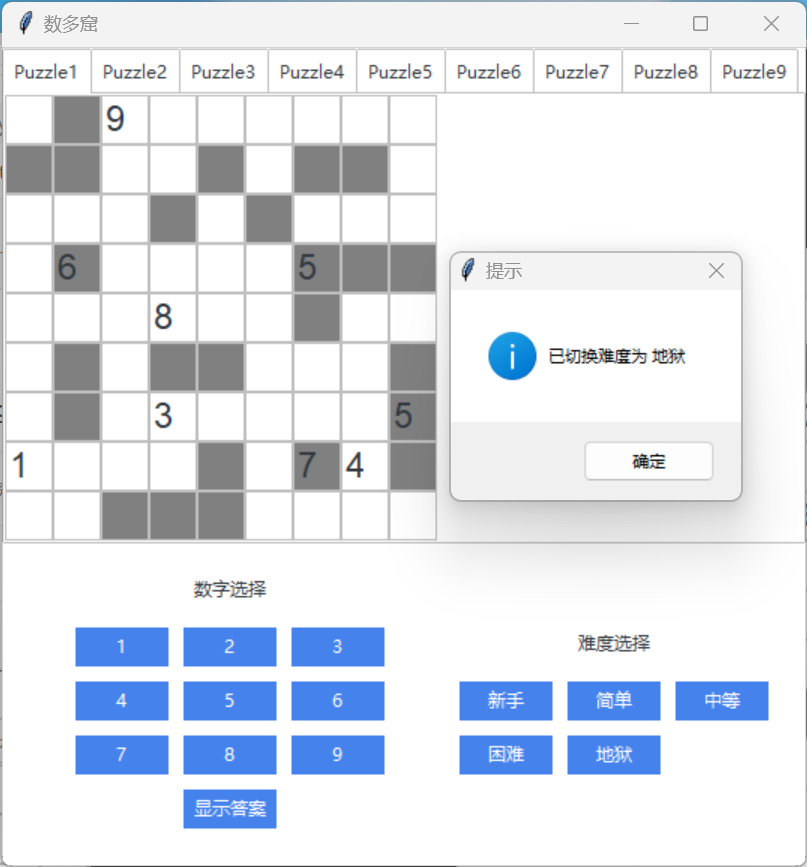 数多窟
Puzzle1 Puzzle2 Puzzle3 Puzzle4 Puzzle5 Puzzle6 Puzzle7 Puzzle8 Puzzle9
9
6 5
8
3 5
1 7 4
提示
已切换难度为 地狱
确定
数字选择
1 2 3
4 5 6
7 8 9
显示答案
难度选择
新手 简单 中等
困难 地狱